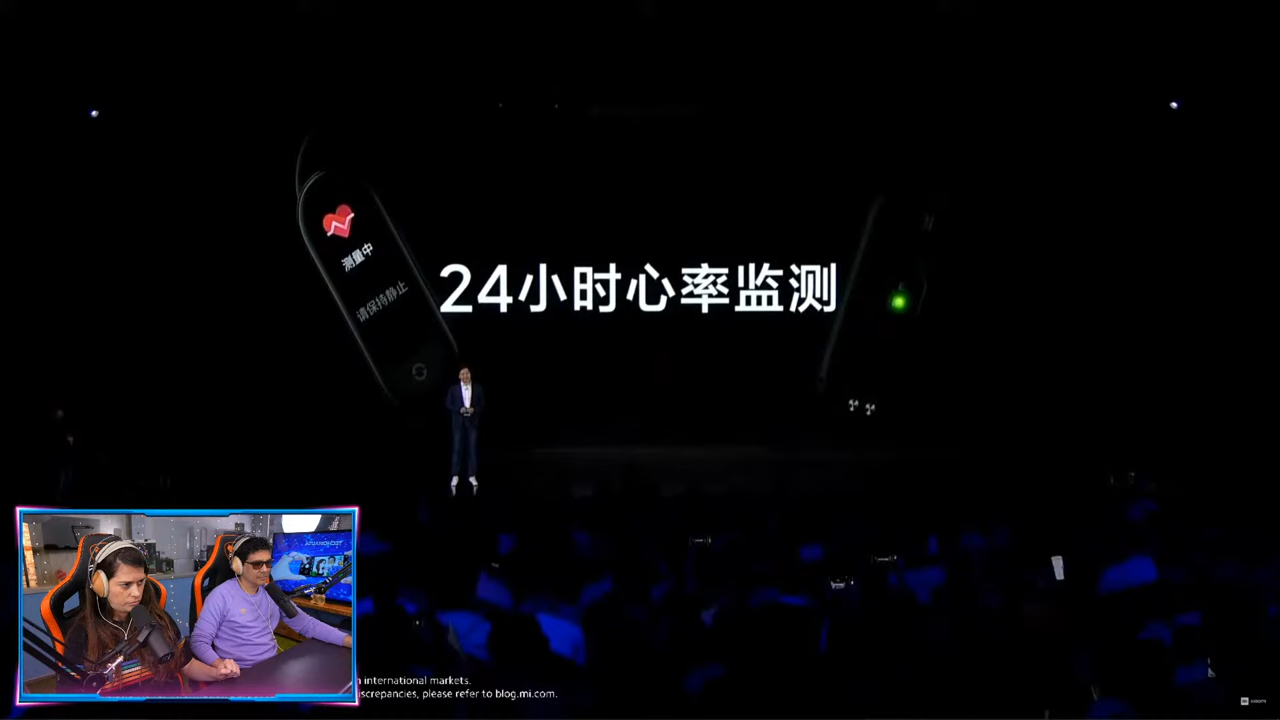 测量中
24小时心率监测
请保持静止
n international markets.
iscrepancies, please refer to blog.mi.com.